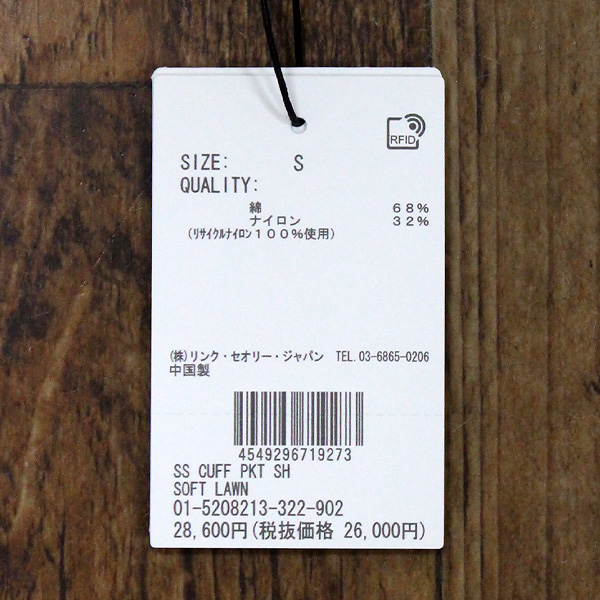 RFID
SIZE: S
QUALITY:
綿 68%
ナイロン 32%
(ﾘｻｲｸﾙﾅｲﾛﾝ100%使用)
(株)リンク・セオリー・ジャパン TEL.03-6865-0206
中国製
4549296719273
SS CUFF PKT SH
SOFT LAWN
01-5208213-322-902
28,600円(税抜価格 26,000円)